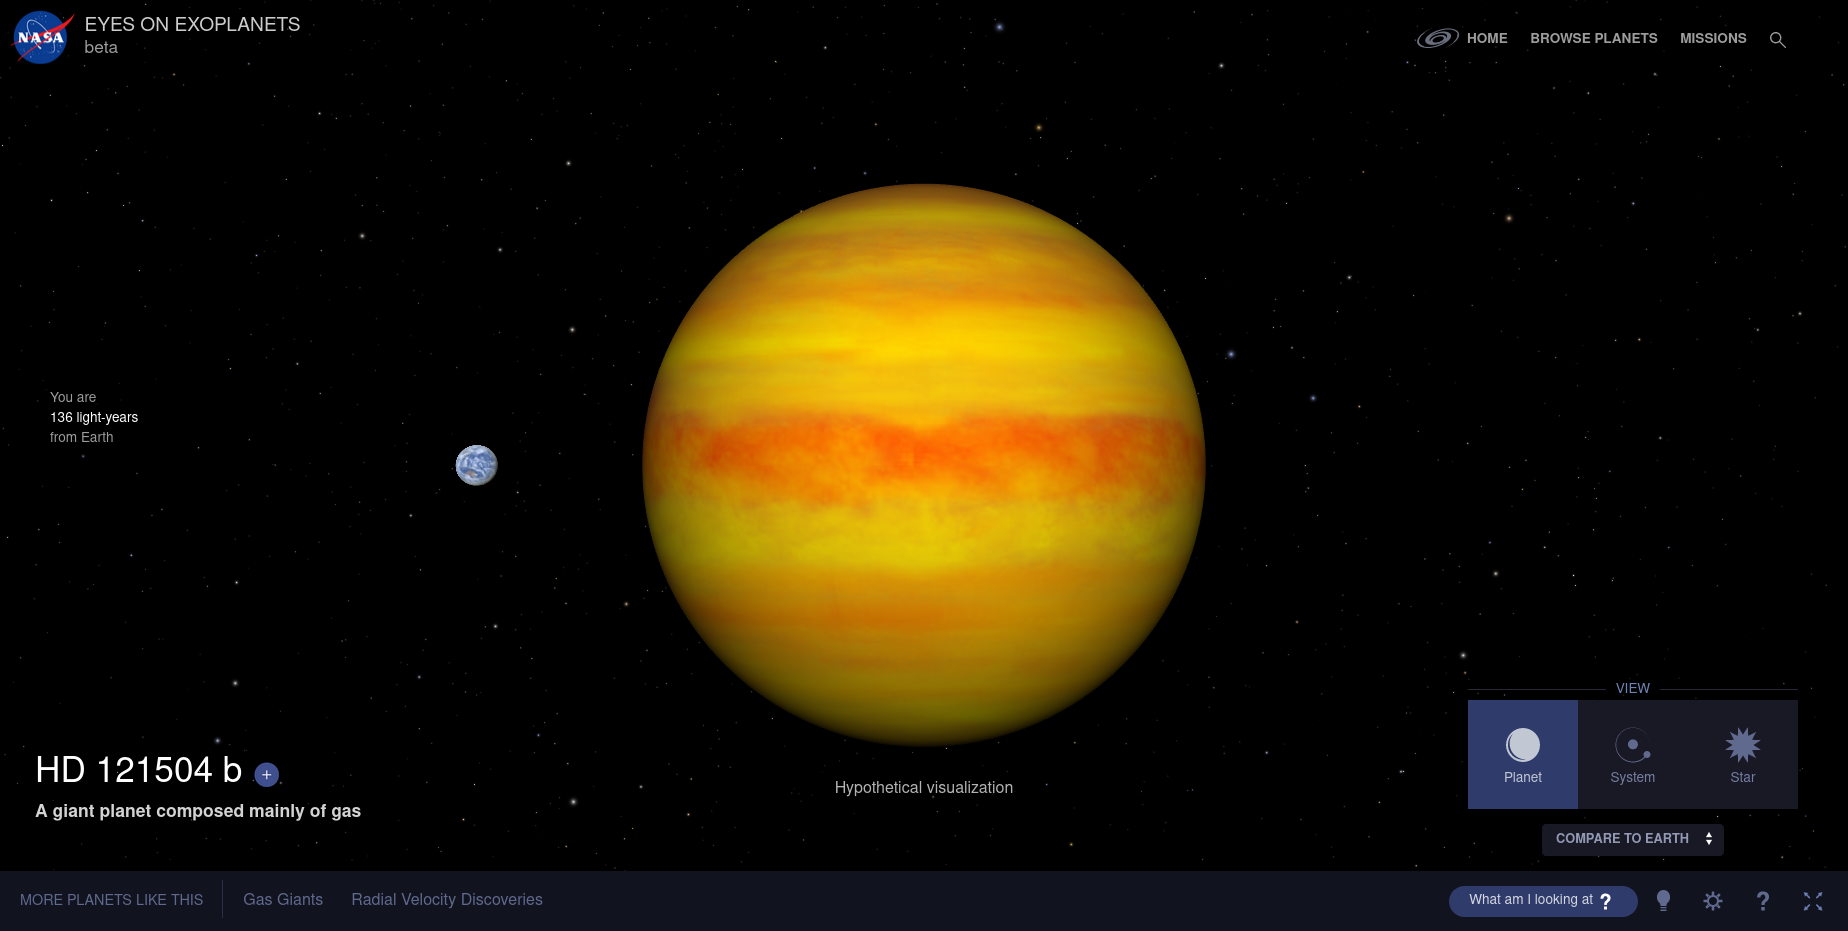 NASA
EYES ON EXOPLANETS
beta
HOME
BROWSE PLANETS
MISSIONS
You are
136 light-years
from Earth
HD 121504 b +
A giant planet composed mainly of gas
Hypothetical visualization
VIEW
Planet
System
Star
COMPARE TO EARTH
MORE PLANETS LIKE THIS
Gas Giants
Radial Velocity Discoveries
What am I looking at ?
?